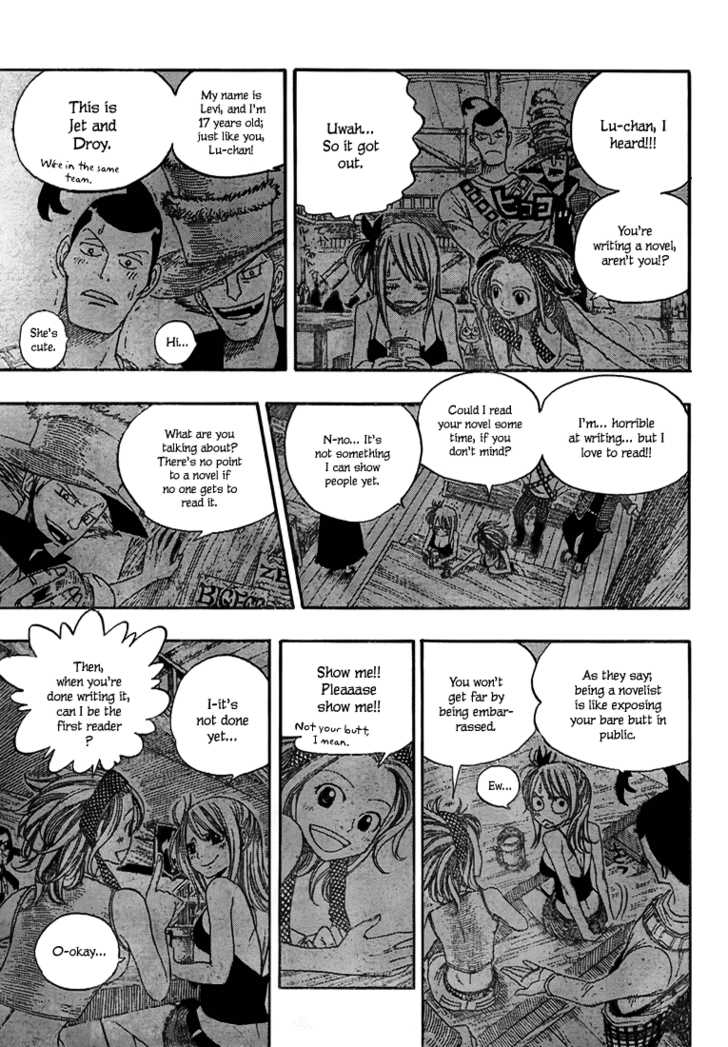 Lu-chan, I
heard!!!
You're
writing a novel,
aren't you!?
Uwah...
So it got
out.
My name is
Levi, and I'm
17 years old;
just like you,
Lu-chan!
This is
Jet and
Droy.
We're in the same
team.
Hi...
She's
cute.
I'm... horrible
at writing... but I
love to read!!
Could I read
your novel some
time, if you
don't mind?
N-no... It's
not something
I can show
people yet.
What are you
talking about?
There's no point
to a novel if
no one gets to
read it.
As they say;
being a novelist
is like exposing
your bare butt in
public.
You won't
get far by
being embar-
rassed.
Ew...
Show me!!
Pleaaase
show me!!
Not your butt,
I mean.
I-it's
not done
yet...
Then,
when you're
done writing it,
can I be the
first reader
?
O-okay...